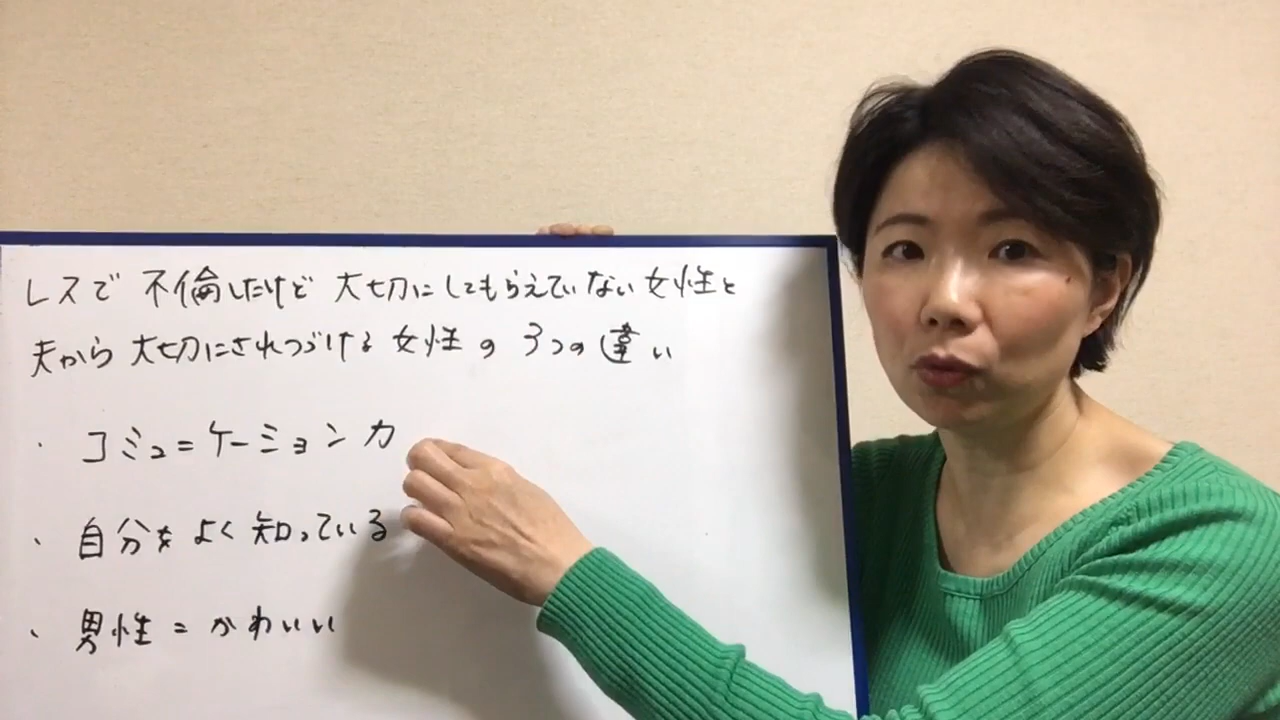 レスで不倫したけど大切にしてもらえていない女性と
夫から大切にされつづける女性の3つの違い
・コミュニケーション力
・自分をよく知っている
・男性=かわいい